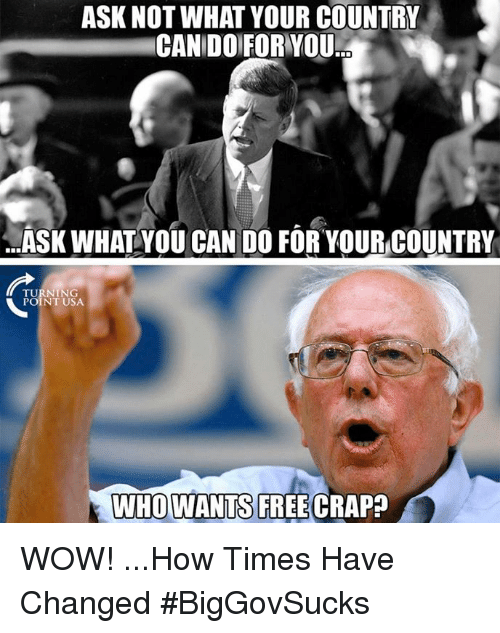 ASK NOT WHAT YOUR COUNTRY
CAN DO FOR YOU...
...ASK WHAT YOU CAN DO FOR YOUR COUNTRY
TURNING
POINT USA
WHO WANTS FREE CRAP?
WOW! ...How Times Have
Changed #BigGovSucks